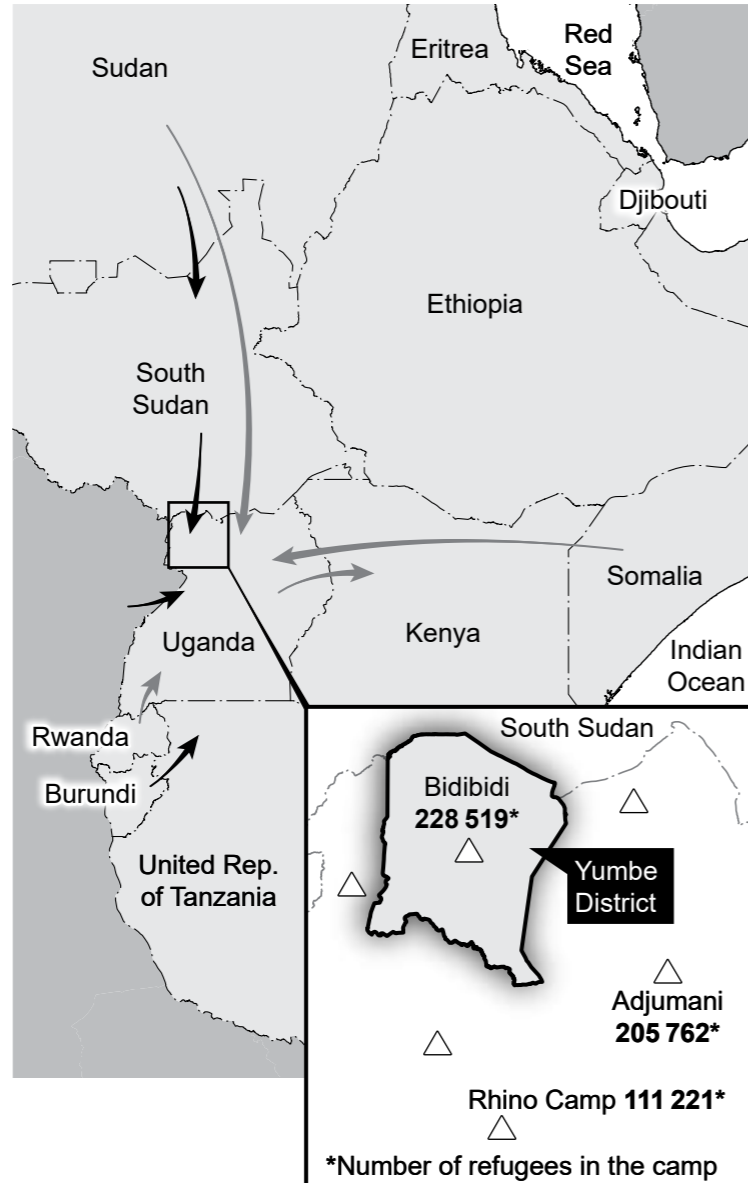 Sudan
Eritrea
Red
Sea
Djibouti
Ethiopia
South
Sudan
Somalia
Uganda
Kenya
Indian
Ocean
Rwanda
Burundi
United Rep.
of Tanzania
South Sudan
Bidibidi
228 519*
Yumbe
District
Adjumani
205 762*
Rhino Camp 111 221*
*Number of refugees in the camp